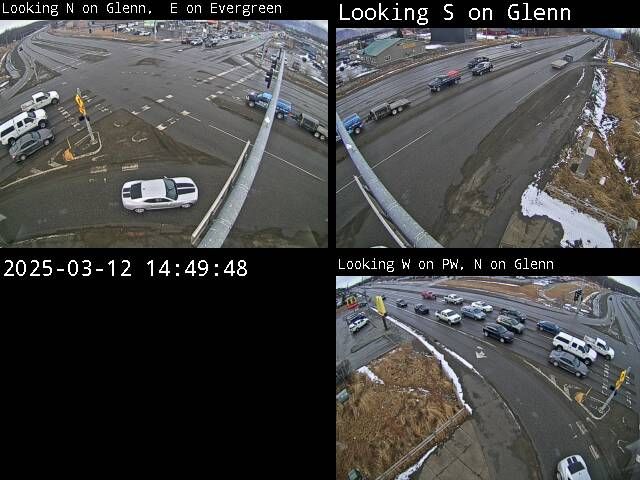 Looking N on Glenn,  E on Evergreen
Looking S on Glenn
2025-03-12 14:49:48
Looking W on PW, N on Glenn